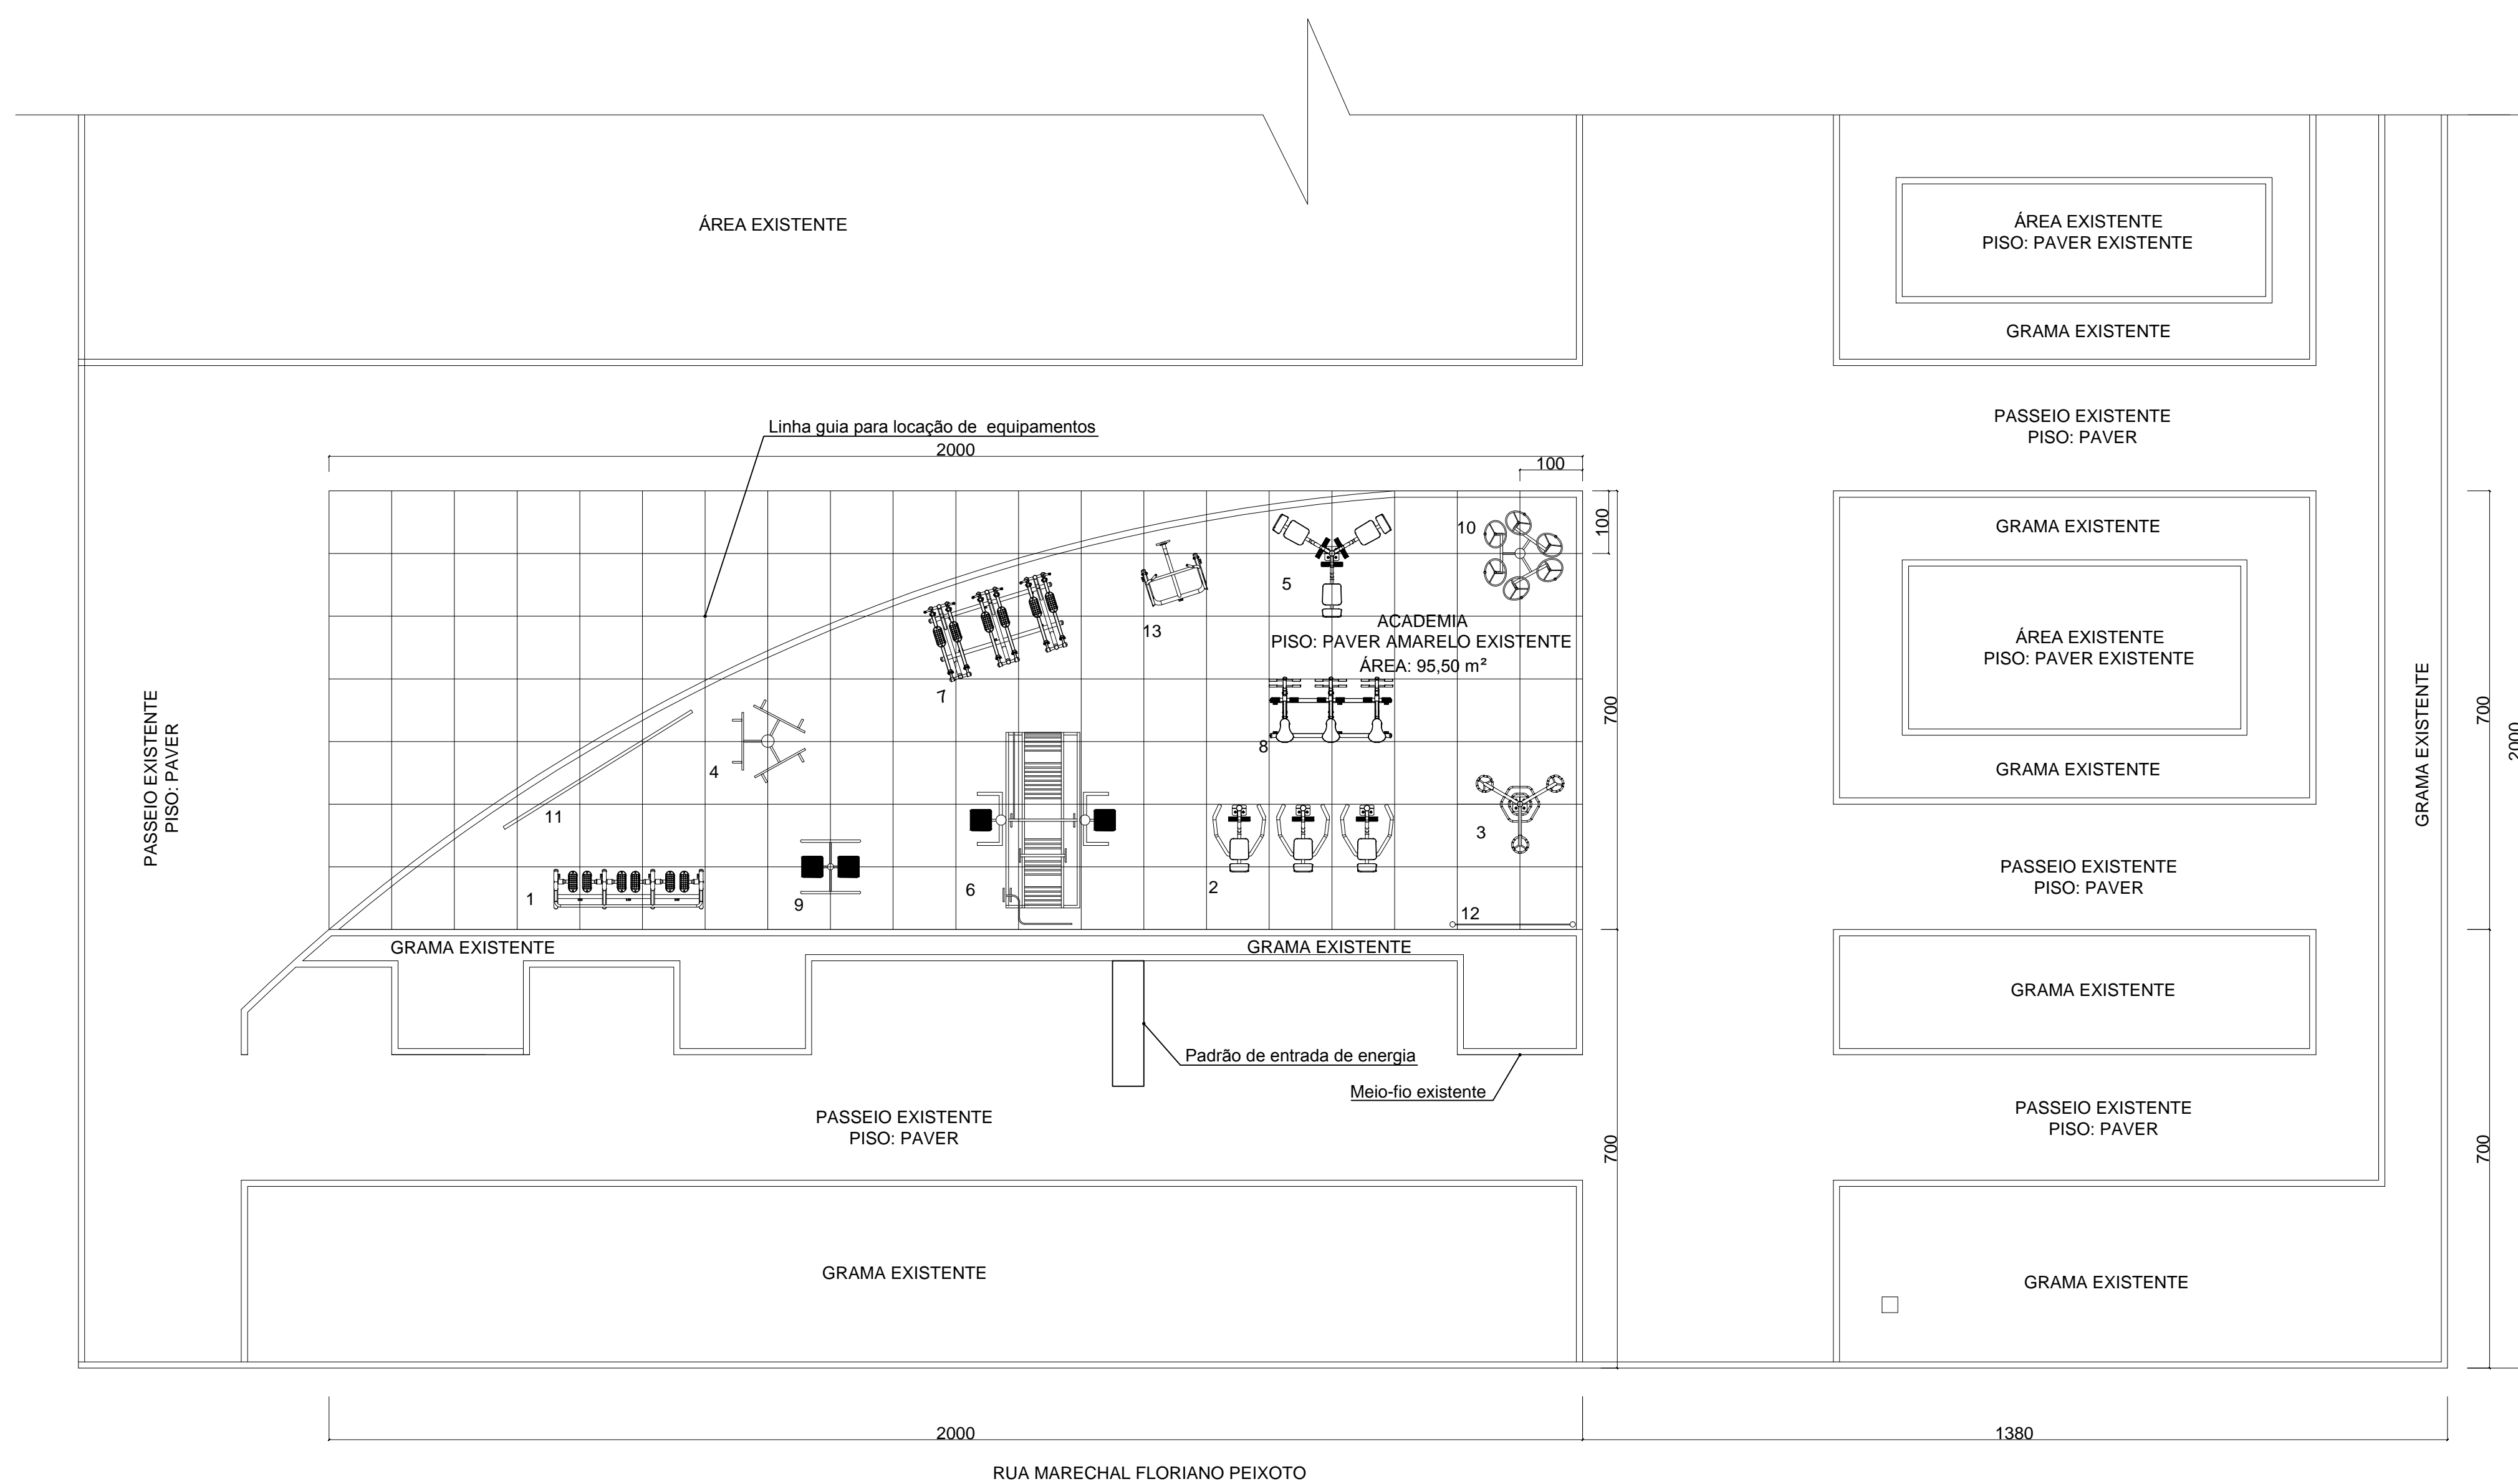 ÁREA EXISTENTE
ÁREA EXISTENTE
PISO: PAVER EXISTENTE
GRAMA EXISTENTE
PASSEIO EXISTENTE
PISO: PAVER
Linha guia para locação de equipamentos
2000
100
100
10
5
13
ACADEMIA
PISO: PAVER AMARELO EXISTENTE
ÁREA: 95,50 m²
7
8
4
11
3
1
9
6
2
12
700
PASSEIO EXISTENTE
PISO: PAVER
GRAMA EXISTENTE
ÁREA EXISTENTE
PISO: PAVER EXISTENTE
GRAMA EXISTENTE
GRAMA EXISTENTE
700
2000
PASSEIO EXISTENTE
PISO: PAVER
GRAMA EXISTENTE
GRAMA EXISTENTE
GRAMA EXISTENTE
Padrão de entrada de energia
Meio-fio existente
PASSEIO EXISTENTE
PISO: PAVER
700
PASSEIO EXISTENTE
PISO: PAVER
700
GRAMA EXISTENTE
GRAMA EXISTENTE
2000
1380
RUA MARECHAL FLORIANO PEIXOTO